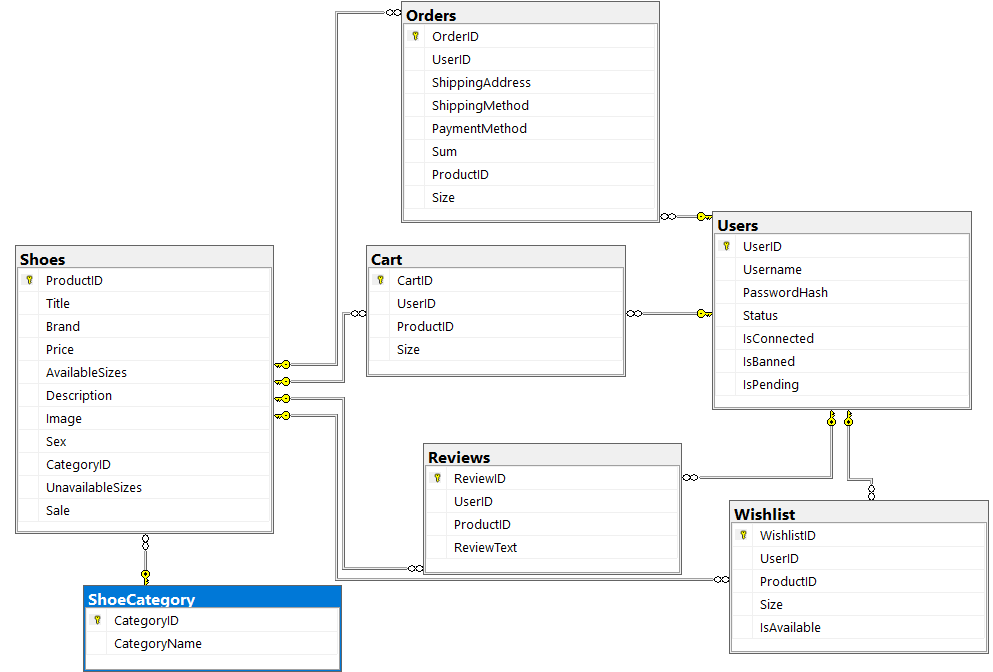 Orders
OrderID
UserID
ShippingAddress
ShippingMethod
PaymentMethod
Sum
ProductID
Size
Users
UserID
Username
PasswordHash
Status
IsConnected
IsBanned
IsPending
Shoes
ProductID
Title
Brand
Price
AvailableSizes
Description
Image
Sex
CategoryID
UnavailableSizes
Sale
Cart
CartID
UserID
ProductID
Size
Reviews
ReviewID
UserID
ProductID
ReviewText
Wishlist
WishlistID
UserID
ProductID
Size
IsAvailable
ShoeCategory
CategoryID
CategoryName